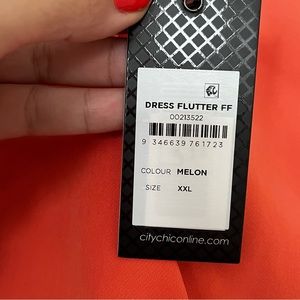 DRESS FLUTTER FF
00213522
9 346639 761723
COLOUR MELON
SIZE XXL
citychiconline.com